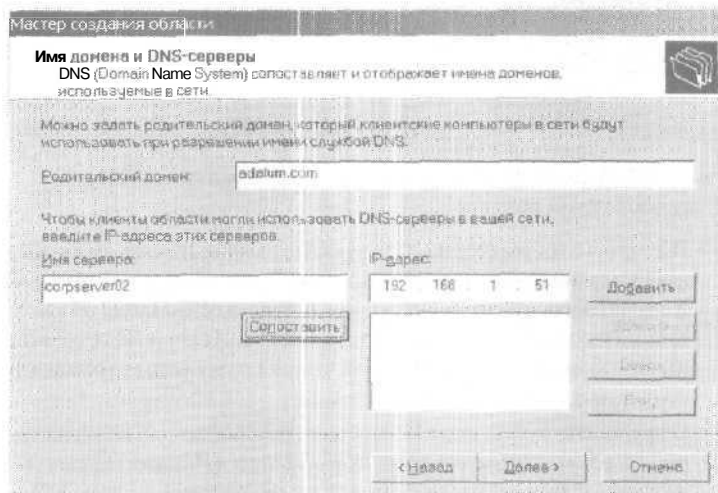 Мастер создания области
Имя домена и DNS-серверы
DNS (Domain Name System) сопоставляет и отображает имена доменов,
используемые в сети.
Можно задать родительский домен, который клиентские компьютеры в сети будут
использовать при разрешении имени службой DNS.
Родительский домен: adatum.com
Чтобы клиенты области могли использовать DNS-серверы в вашей сети,
введите IP-адреса этих серверов.
Имя сервера: IP-адрес:
corpserver02 192 . 168 . 1 . 51 Добавить
Сопоставить
< Назад Далее > Отмена